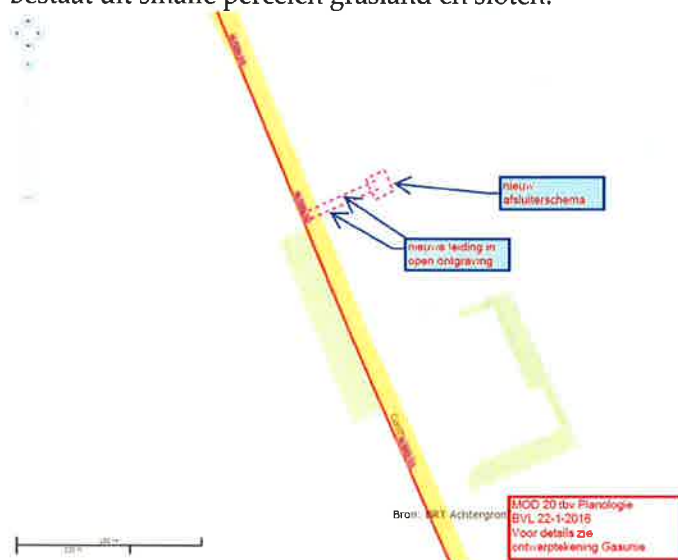 bestaat uit smalle percelen grasland en sloten.
nieuw
afsluiterschema
nieuwe leiding in
open ontgraving
Bron: BRT Achtergron
MOD 20 tbv Planologie
BVL 22-1-2016
Voor details zie
ontwerptekening Gasunie